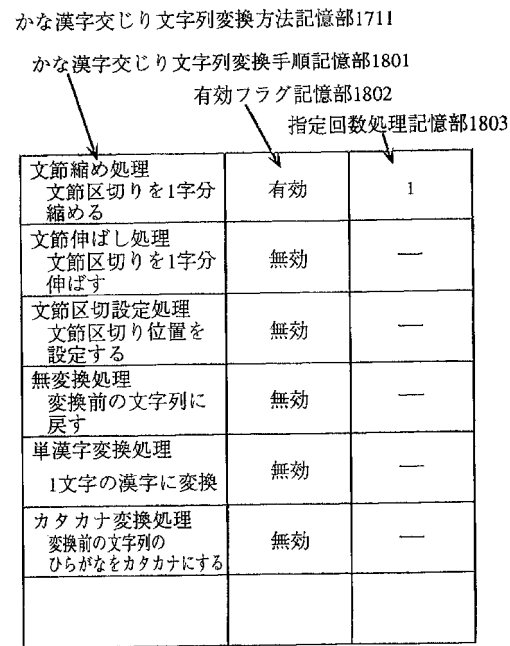 かな漢字交じり文字列変換方法記憶部1711
かな漢字交じり文字列変換手順記憶部1801
有効フラグ記憶部1802
指定回数処理記憶部1803
文節縮め処理
文節区切りを1字分
縮める
有効
1
文節伸ばし処理
文節区切りを1字分
伸ばす
無効
—
文節区切設定処理
文節区切り位置を
設定する
無効
—
無変換処理
変換前の文字列に
戻す
無効
—
単漢字変換処理
1文字の漢字に変換
無効
—
カタカナ変換処理
変換前の文字列の
ひらがなをカタカナにする
無効
—